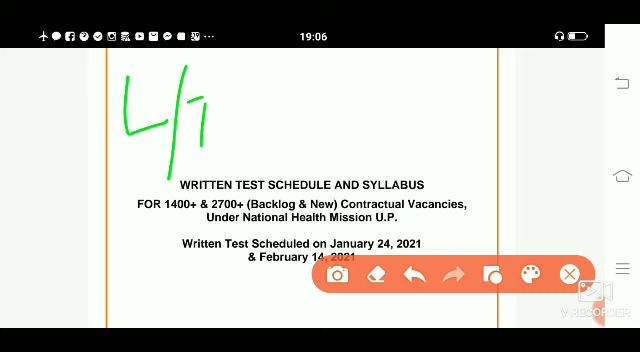 19:06
L/T
WRITTEN TEST SCHEDULE AND SYLLABUS
FOR 1400+ & 2700+ (Backlog & New) Contractual Vacancies,
Under National Health Mission U.P.
Written Test Scheduled on January 24, 2021
& February 14, 2021
V RECORDER